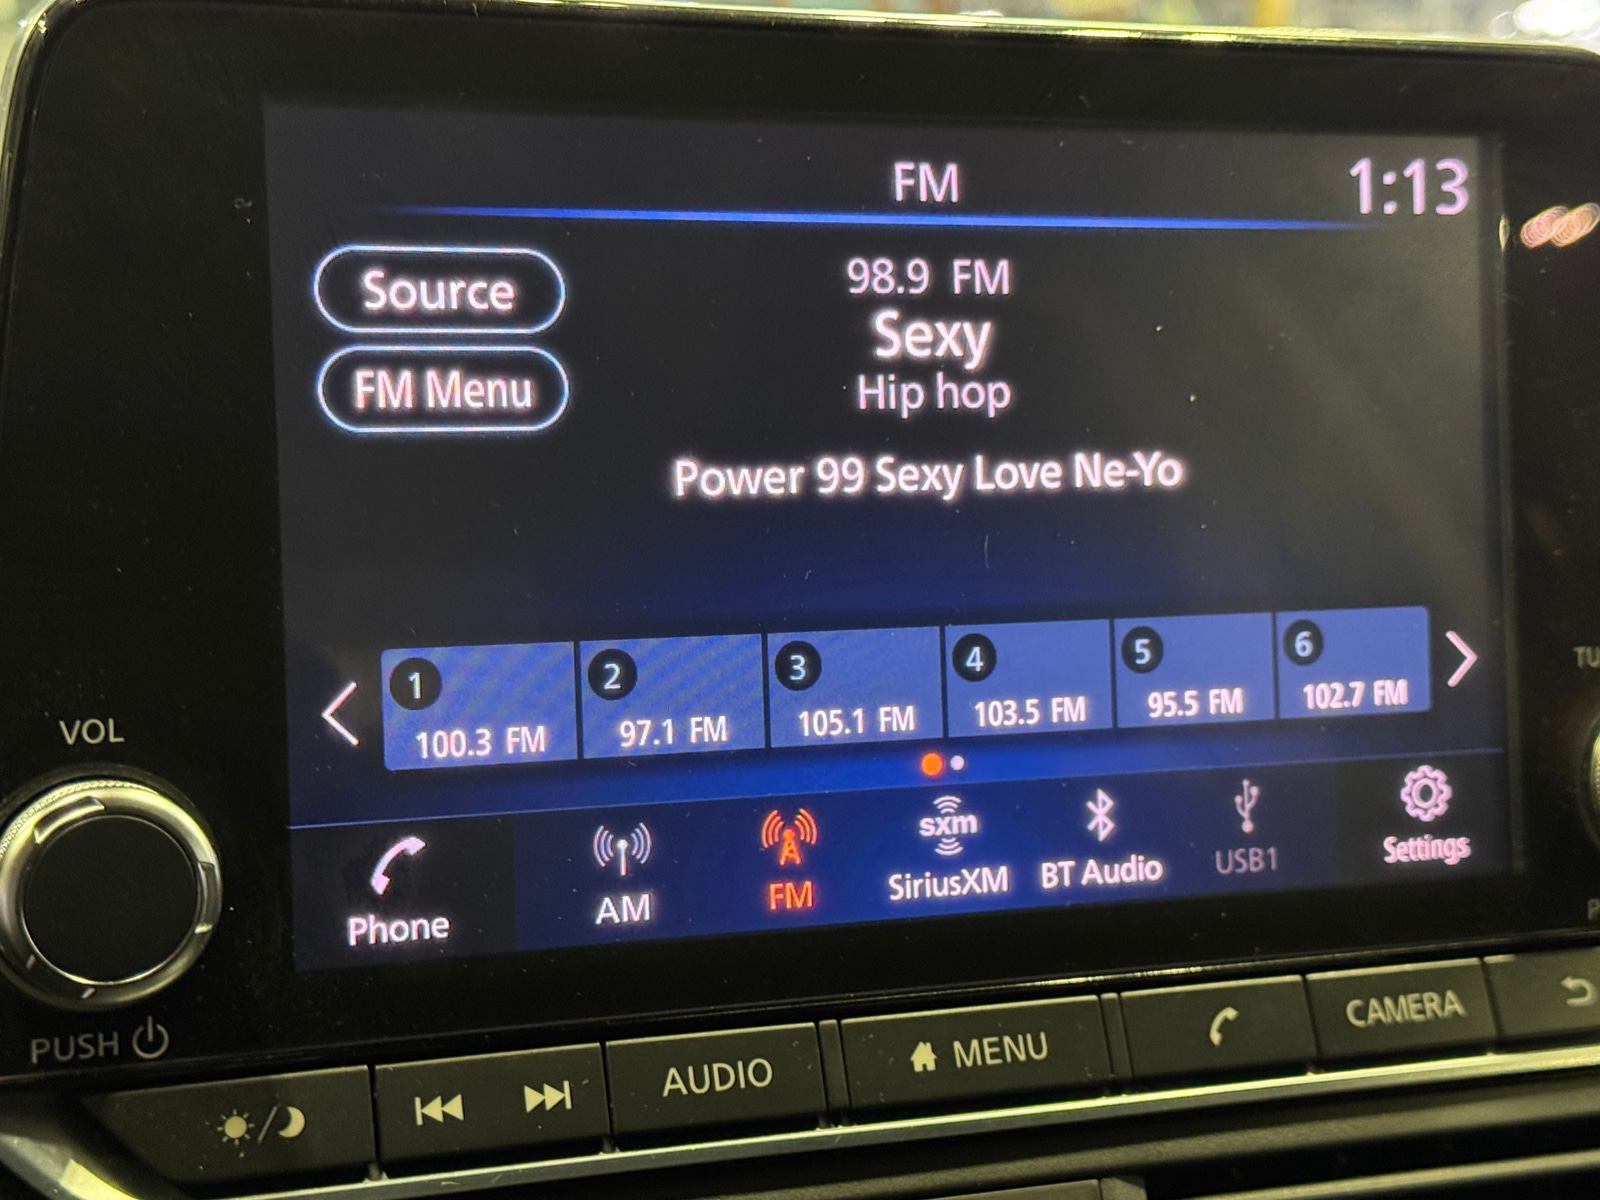 FM
1:13
Source
98.9 FM
Sexy
FM Menu
Hip hop
Power 99 Sexy Love Ne-Yo
1
2
3
4
5
6
100.3 FM
97.1 FM
105.1 FM
103.5 FM
95.5 FM
102.7 FM
VOL
TU
Phone
AM
FM
sxm
SiriusXM
BT Audio
USB1
Settings
P
PUSH
AUDIO
MENU
CAMERA